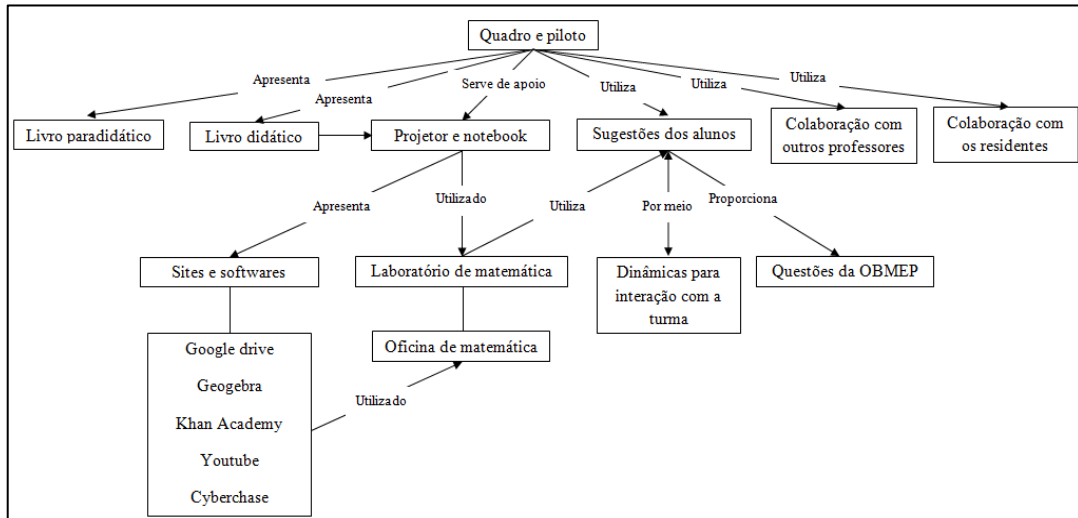 Quadro e piloto
Apresenta
Apresenta
Serve de apoio
Utiliza
Utiliza
Utiliza
Livro paradidático
Livro didático
Projetor e notebook
Sugestões dos alunos
Colaboração com
outros professores
Colaboração com
os residentes
Apresenta
Utilizado
Utiliza
Por meio
Proporciona
Sites e softwares
Laboratório de matemática
Dinâmicas para
interação com a
turma
Questões da OBMEP
Google drive
Geogebra
Khan Academy
Youtube
Cyberchase
Utilizado
Oficina de matemática